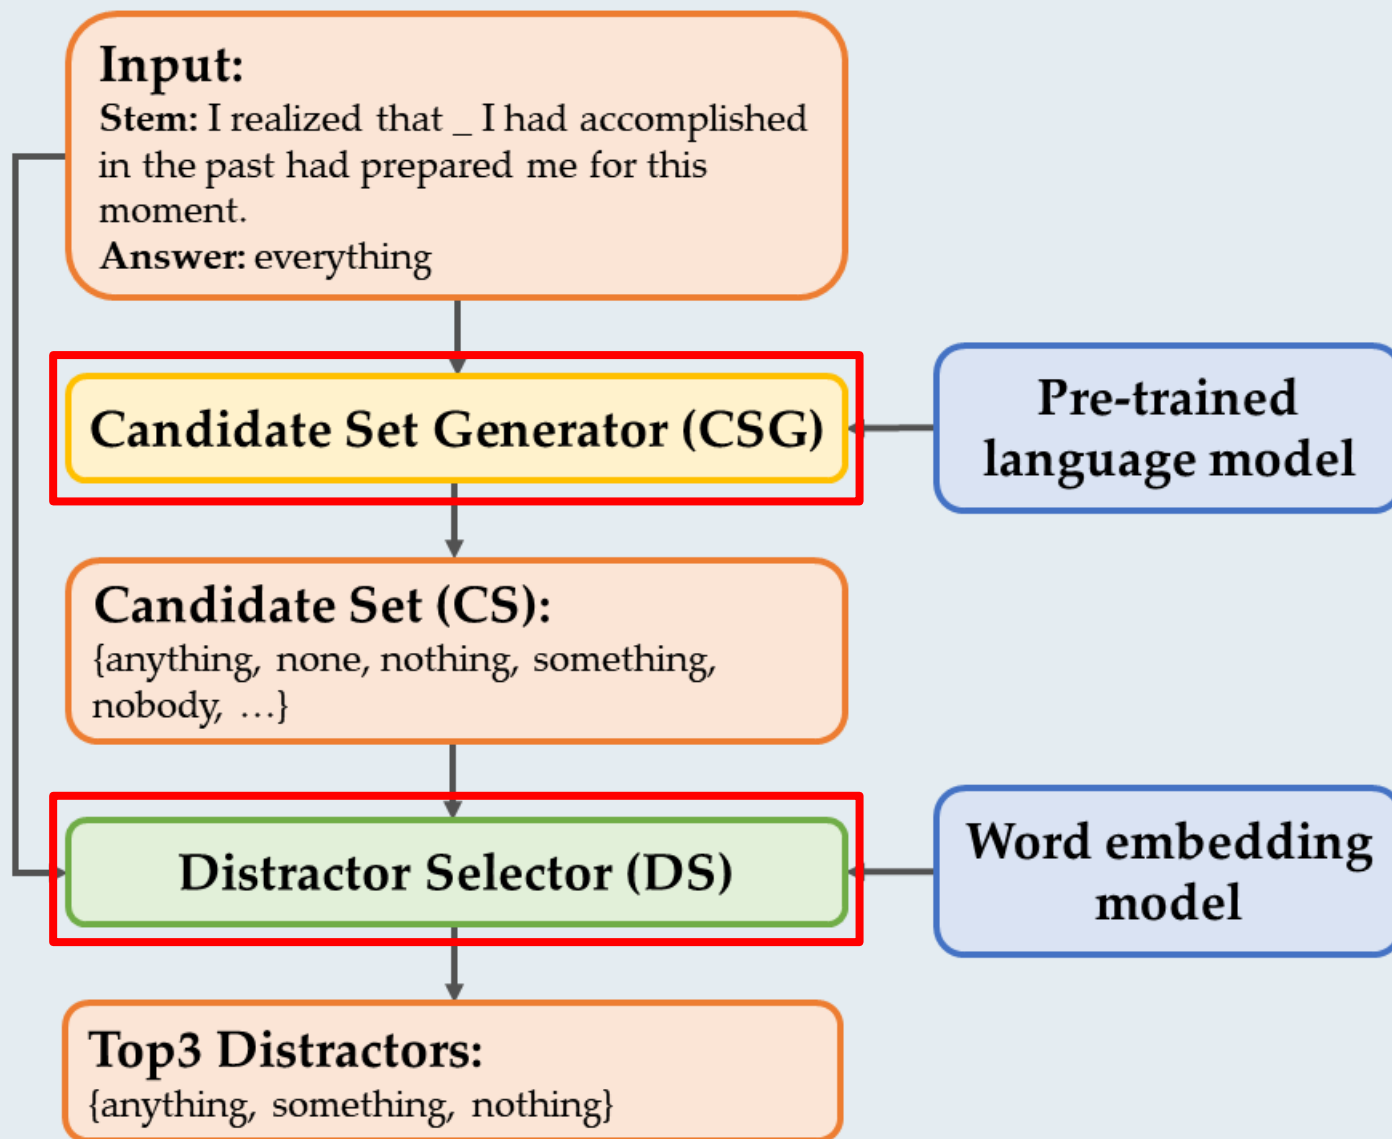 Input:
Stem: I realized that _ I had accomplished
in the past had prepared me for this
moment.
Answer: everything
Candidate Set Generator (CSG)
Pre-trained
language model
Candidate Set (CS):
{anything, none, nothing, something,
nobody, …}
Distractor Selector (DS)
Word embedding
model
Top3 Distractors:
{anything, something, nothing}